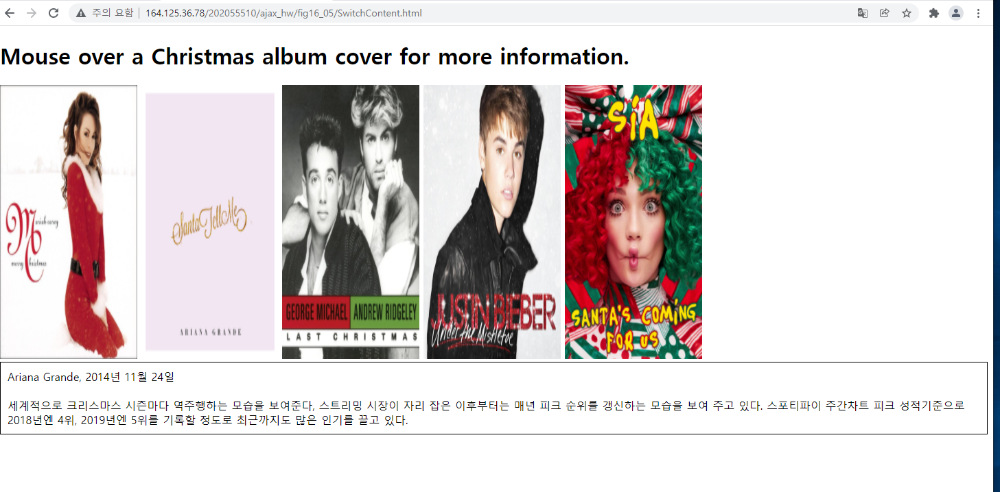 주의 요함 164.125.36.78/202055510/ajax_hw/fig16_05/SwitchContent.html
Mouse over a Christmas album cover for more information.
Mariah Carey
merry Christmas
Santa Tell Me
ARIANA GRANDE
GEORGE MICHAEL ANDREW RIDGELEY
LAST CHRISTMAS
JUSTIN BIEBER
Under the Mistletoe
SiA
SANTA'S COMiNG
FOR US
Ariana Grande, 2014년 11월 24일
세계적으로 크리스마스 시즌마다 역주행하는 모습을 보여준다, 스트리밍 시장이 자리 잡은 이후부터는 매년 피크 순위를 갱신하는 모습을 보여 주고 있다. 스포티파이 주간차트 피크 성적기준으로
2018년엔 4위, 2019년엔 5위를 기록할 정도로 최근까지도 많은 인기를 끌고 있다.